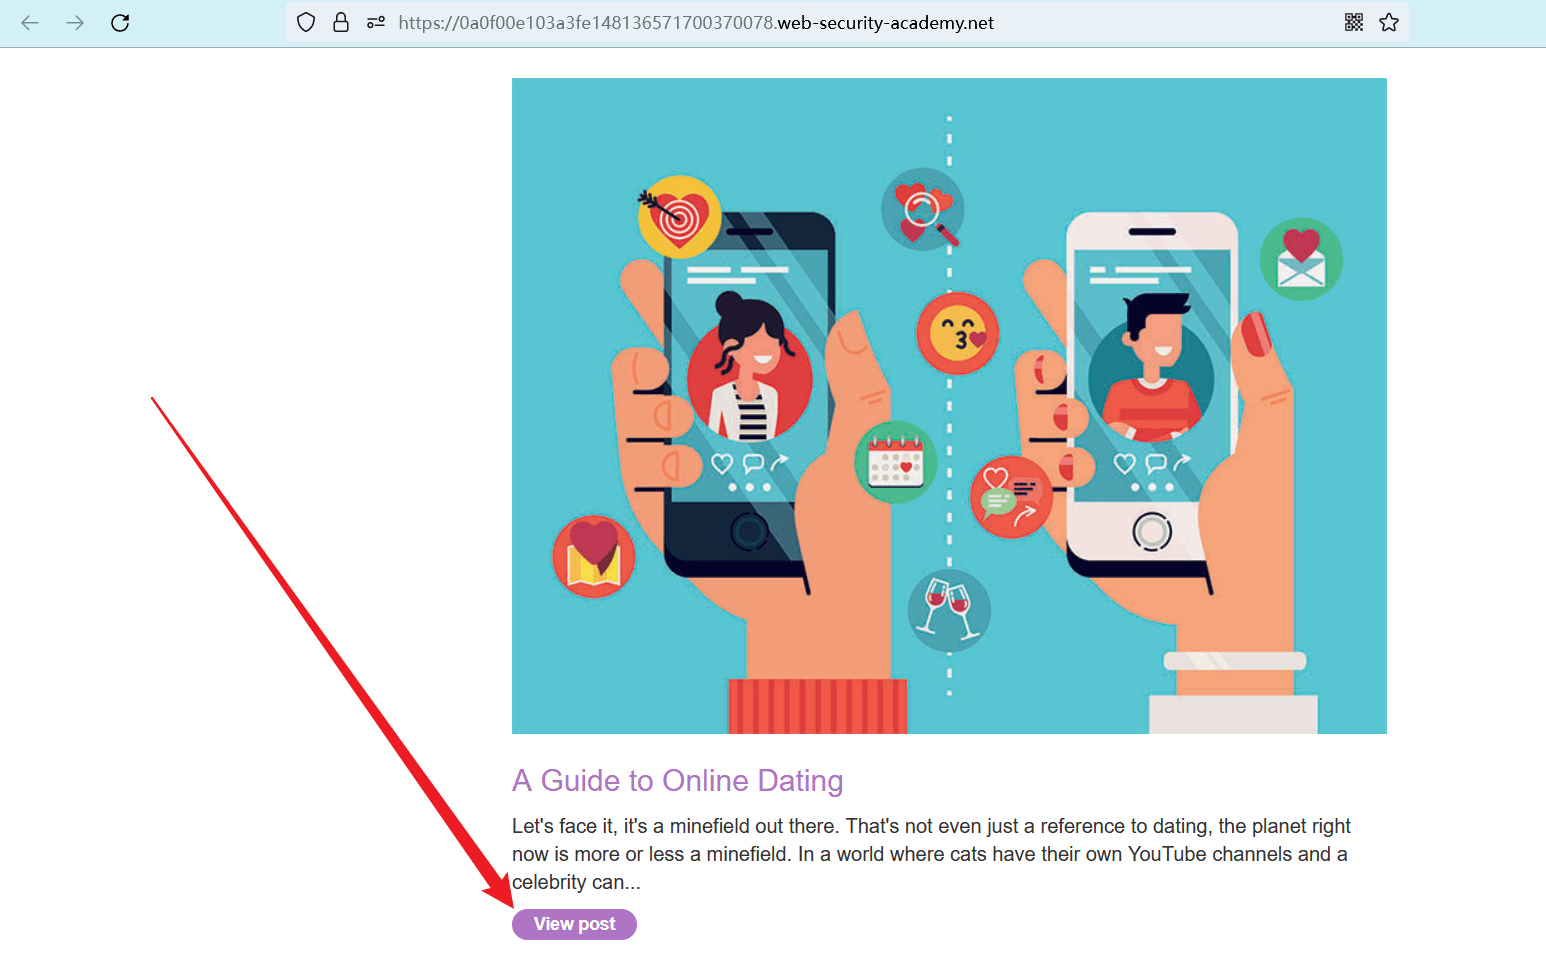 https://0a0f00e103a3fe148136571700370078.web-security-academy.net
A Guide to Online Dating
Let's face it, it's a minefield out there. That's not even just a reference to dating, the planet right
now is more or less a minefield. In a world where cats have their own YouTube channels and a
celebrity can...
View post